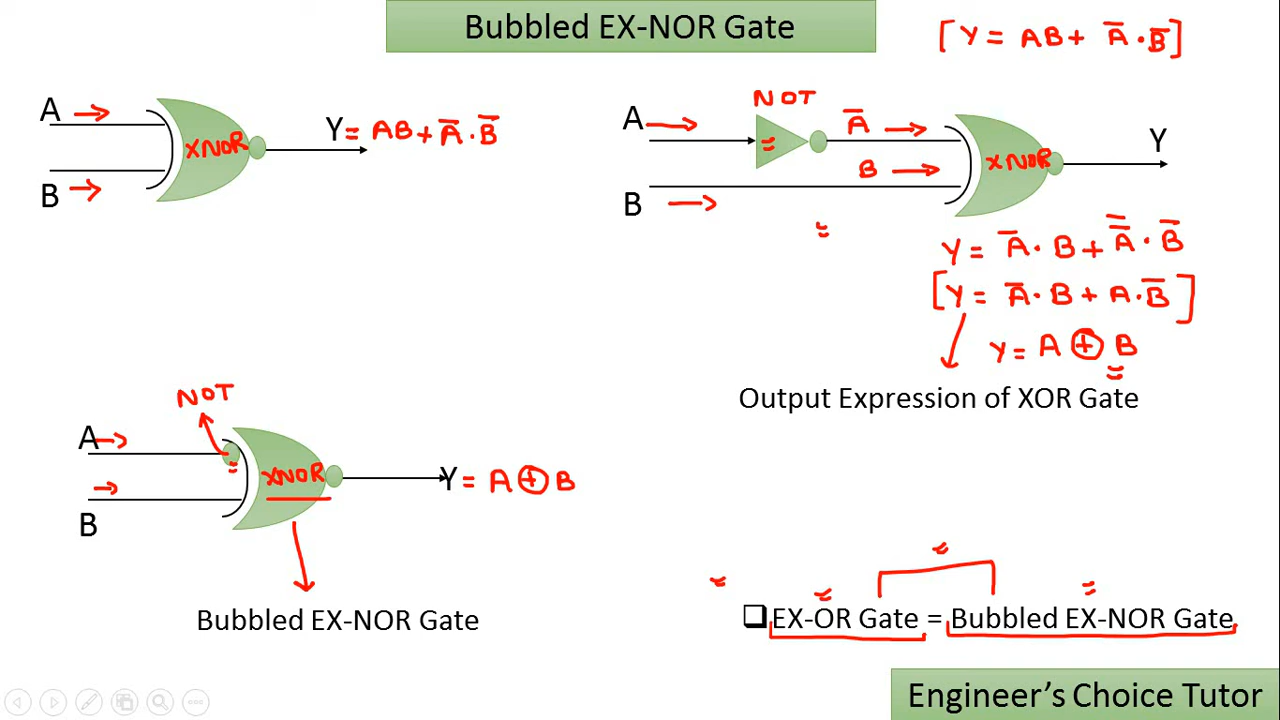 Bubbled EX-NOR Gate
[Y = AB + A̅ · B̅]
A
XNOR
Y = AB + A̅ · B̅
B
NOT
A
A̅
B
XNOR
Y
B
Y = A̅ · B + A̿ · B̅
[Y = A̅ · B + A · B̅]
Y = A ⊕ B
Output Expression of XOR Gate
NOT
A
XNOR
Y = A ⊕ B
B
Bubbled EX-NOR Gate
❑ EX-OR Gate = Bubbled EX-NOR Gate
Engineer’s Choice Tutor